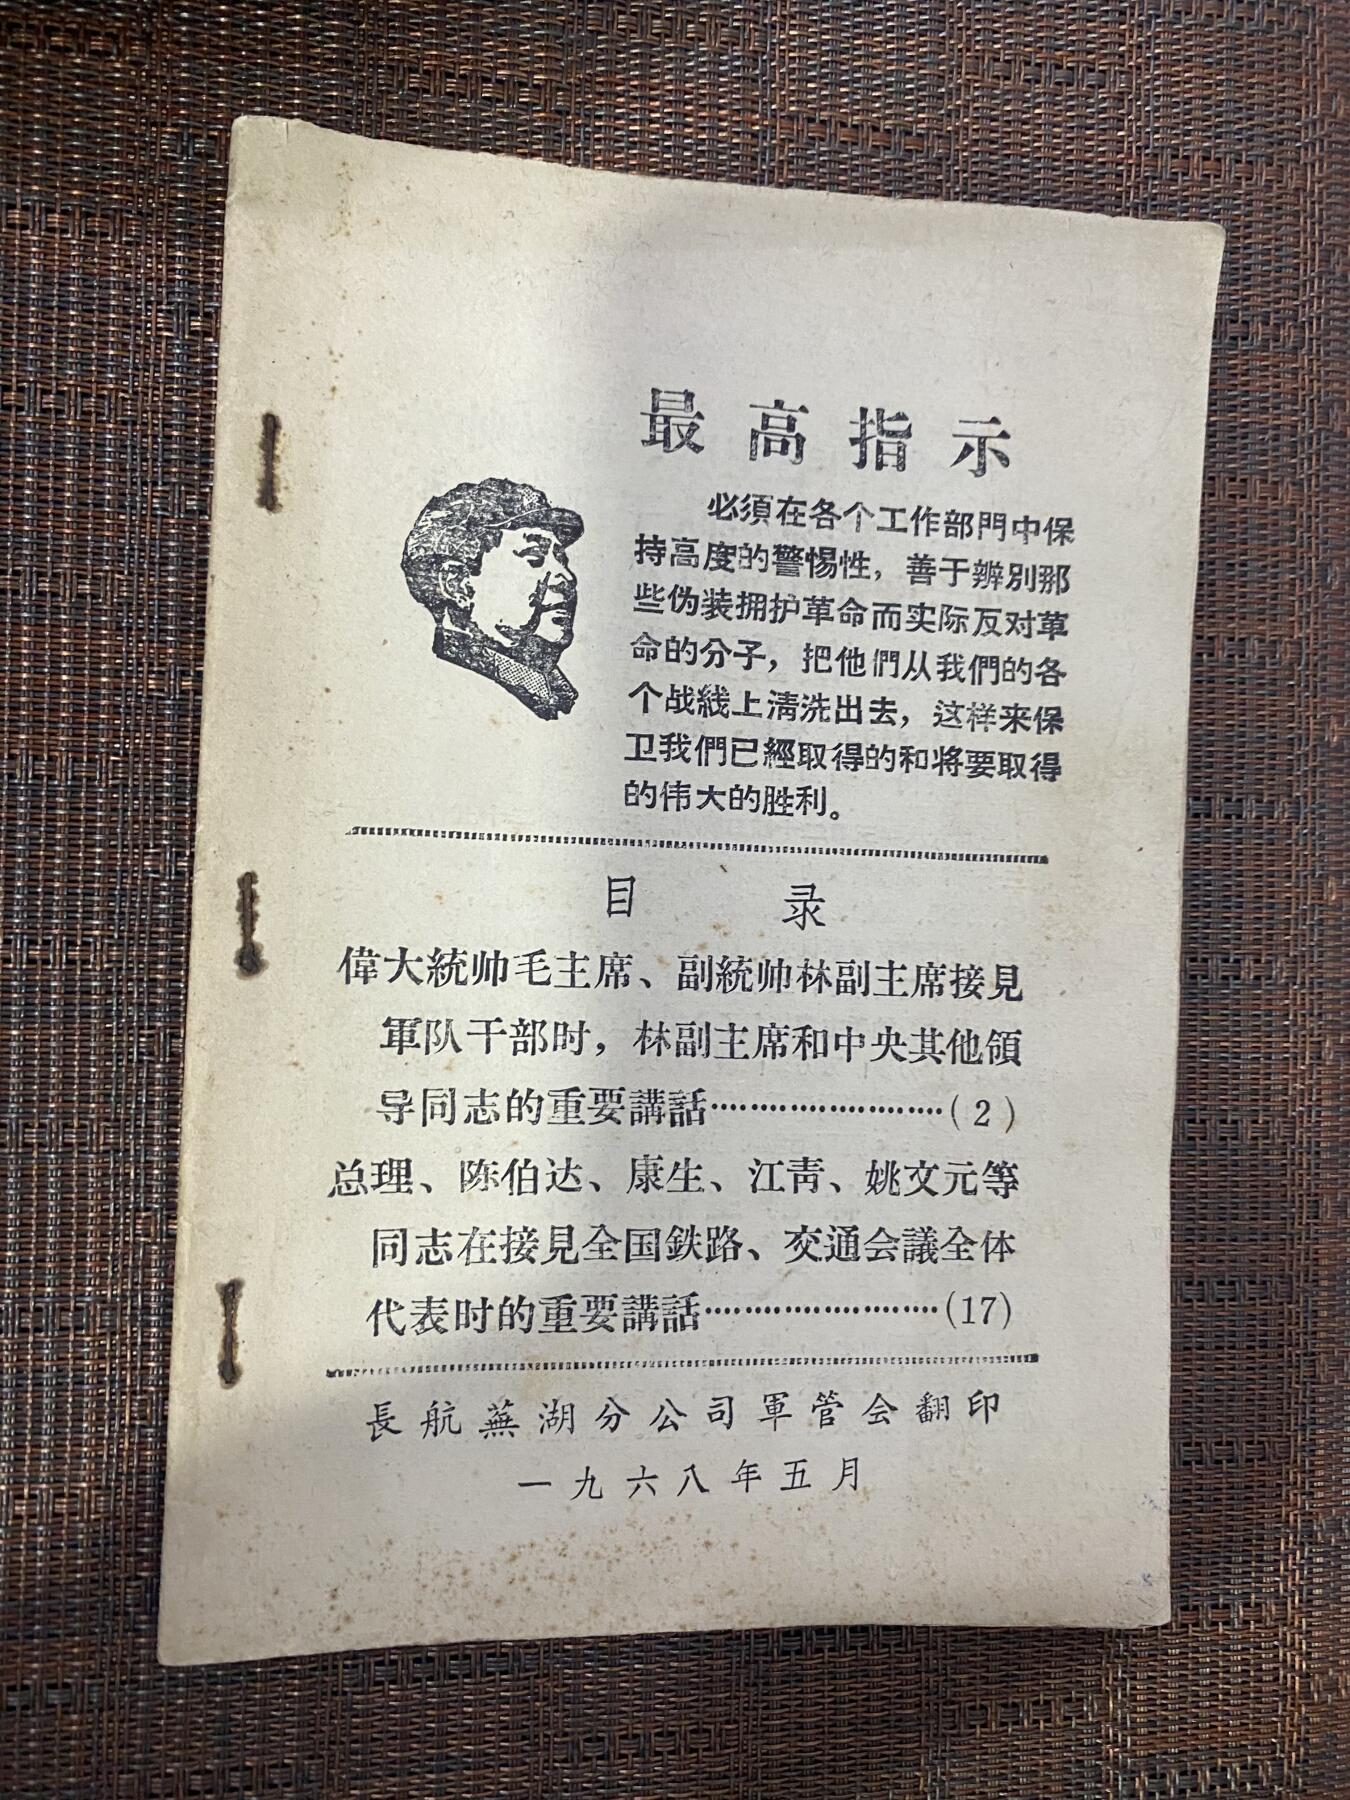 最高指示
必須在各个工作部門中保
持高度的警惕性，善于辨別那
些伪装拥护革命而实际反对革
命的分子，把他們从我們的各
个战綫上清洗出去，这样来保
卫我們已經取得的和将要取得
的伟大的胜利。
目录
偉大統帅毛主席、副統帅林副主席接見
軍队干部时，林副主席和中央其他領
导同志的重要講話························(2)
总理、陈伯达、康生、江靑、姚文元等
同志在接見全国鉄路、交通会議全体
代表时的重要講話························(17)
長航蕪湖分公司軍管会翻印
一九六八年五月